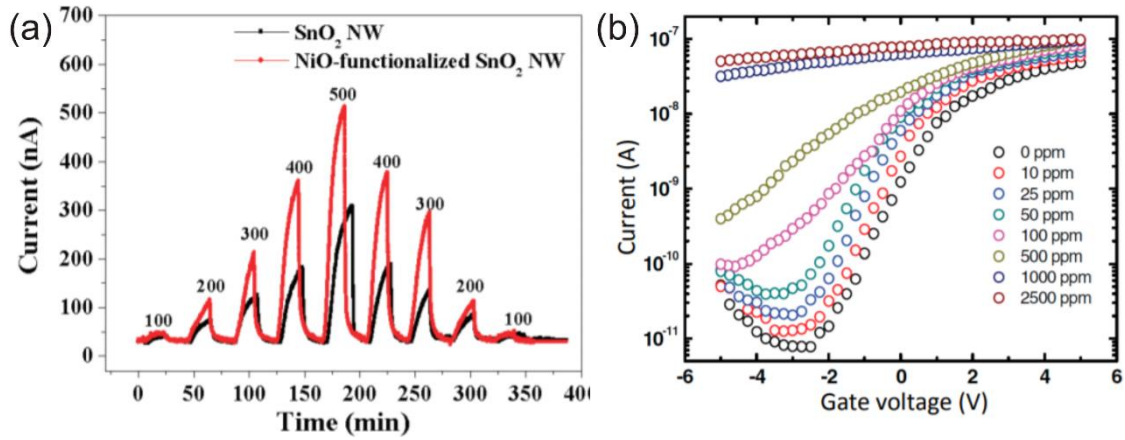 (a)
700
600
500
400
300
200
100
0
Current (nA)
SnO₂ NW
NiO-functionalized SnO₂ NW
100
200
300
400
500
400
300
200
100
0 50 100 150 200 250 300 350 400
Time (min)
(b)
10⁻⁷
10⁻⁸
10⁻⁹
10⁻¹⁰
10⁻¹¹
Current (A)
0 ppm
10 ppm
25 ppm
50 ppm
100 ppm
500 ppm
1000 ppm
2500 ppm
-6 -4 -2 0 2 4 6
Gate voltage (V)